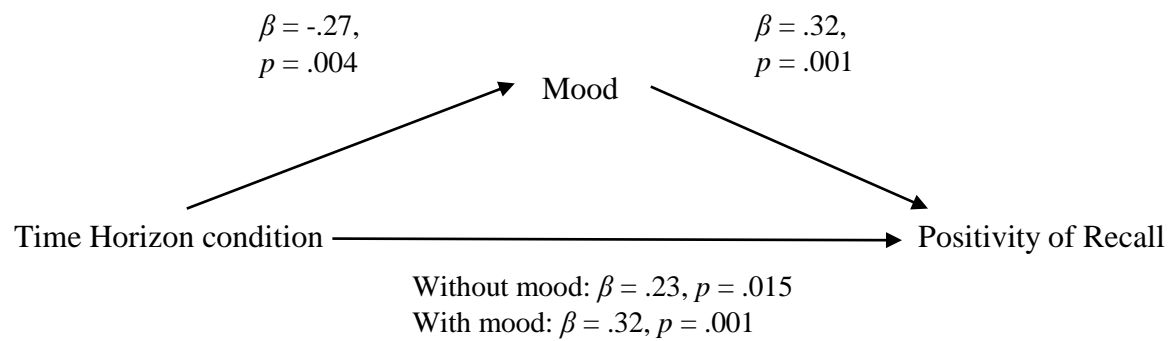 β = -.27,
p = .004
β = .32,
p = .001
Mood
Time Horizon condition
Positivity of Recall
Without mood: β = .23, p = .015
With mood: β = .32, p = .001